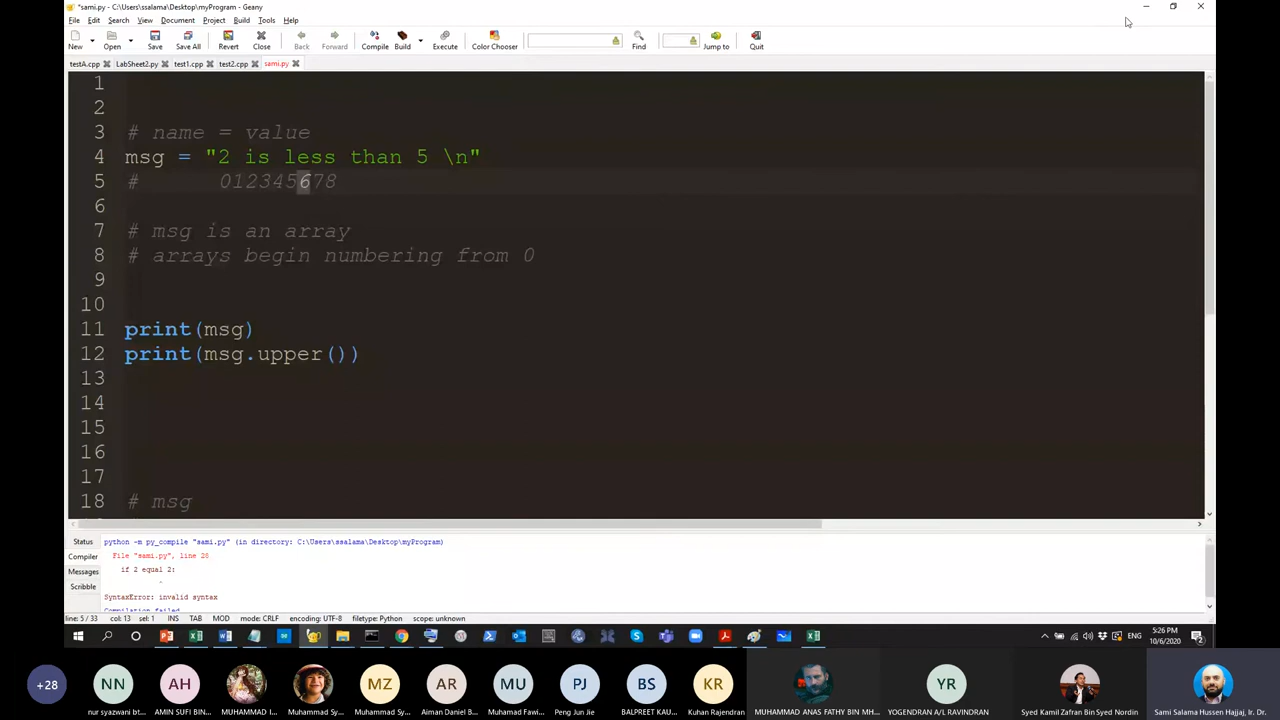 *sami.py - C:\Users\ssalama\Desktop\myProgram - Geany
File Edit Search View Document Project Build Tools Help
New Open Save Save All Revert Close Back Forward Compile Build Execute Color Chooser Find Jump to Quit
testA.cpp LabSheet2.py test1.cpp test2.cpp sami.py
1
2
3 # name = value
4 msg = "2 is less than 5 \n"
5 # 012345678
6
7 # msg is an array
8 # arrays begin numbering from 0
9
10
11 print(msg)
12 print(msg.upper())
13
14
15
16
17
18 # msg
Status
Compiler
Messages
Scribble
python -m py_compile "sami.py" (in directory: C:\Users\ssalama\Desktop\myProgram)
File "sami.py", line 28
if 2 equal 2:
^
SyntaxError: invalid syntax
Compilation failed.
line: 5 / 33 col: 13 sel: 1 INS TAB MOD mode: CRLF encoding: UTF-8 filetype: Python scope: unknown
ENG
5:26 PM
10/6/2020
+28 NN AH MZ AR MU PJ BS KR YR
nur syazwani bt... AMIN SUFI BIN... MUHAMMAD I... Muhammad Sy... Muhammad Sy... Aiman Daniel B... Muhamad Fawi... Peng Jun Jie BALPREET KAU... Kuhan Rajendran MUHAMMAD ANAS FATHY BIN MH... YOGENDRAN A/L RAVINDRAN Syed Kamil Zafran Bin Syed Nordin Sami Salama Hussen Hajjaj, Ir. Dr.